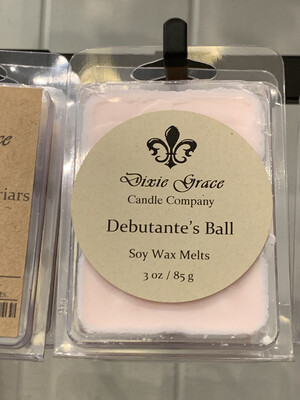 Dixie Grace
Candle Company
Debutante's Ball
Soy Wax Melts
3 oz / 85 g